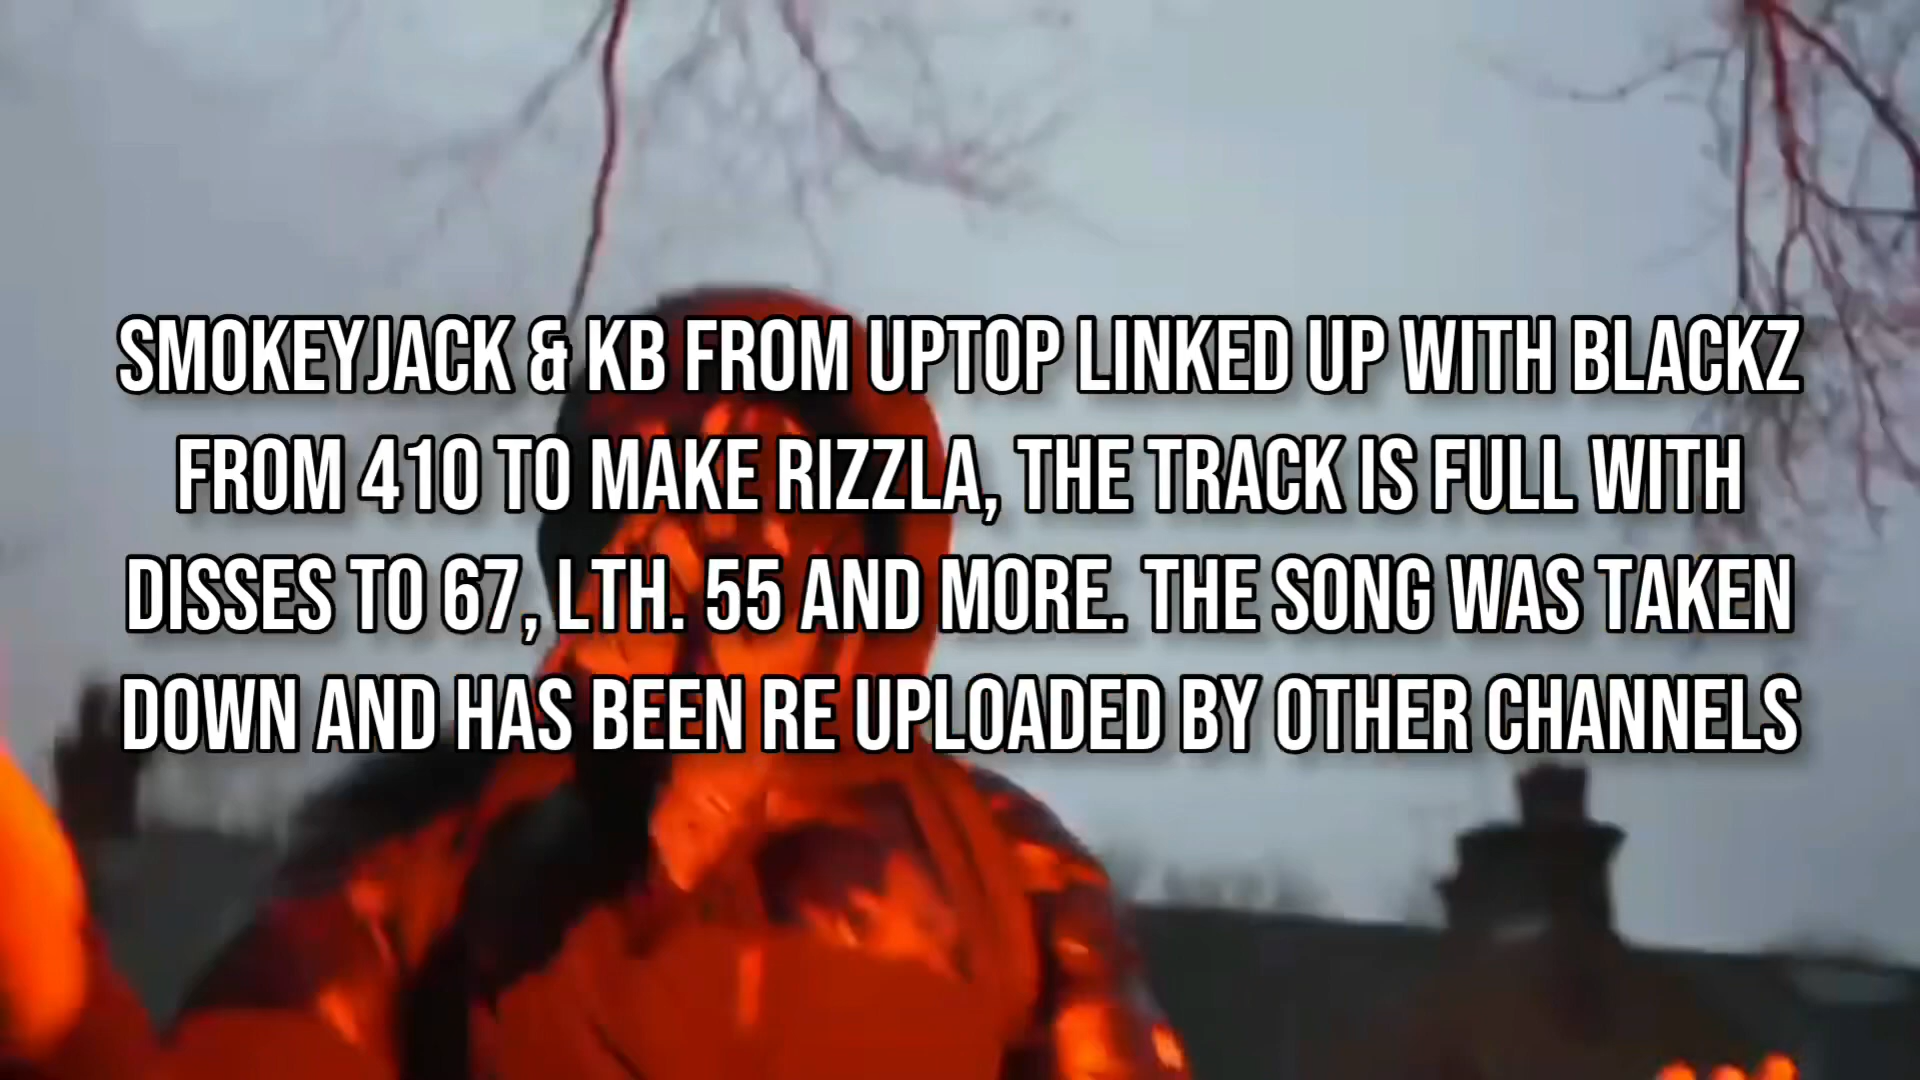 SMOKEYJACK & KB FROM UPTOP LINKED UP WITH BLACKZ
FROM 410 TO MAKE RIZZLA, THE TRACK IS FULL WITH
DISSES TO 67, LTH. 55 AND MORE. THE SONG WAS TAKEN
DOWN AND HAS BEEN RE UPLOADED BY OTHER CHANNELS